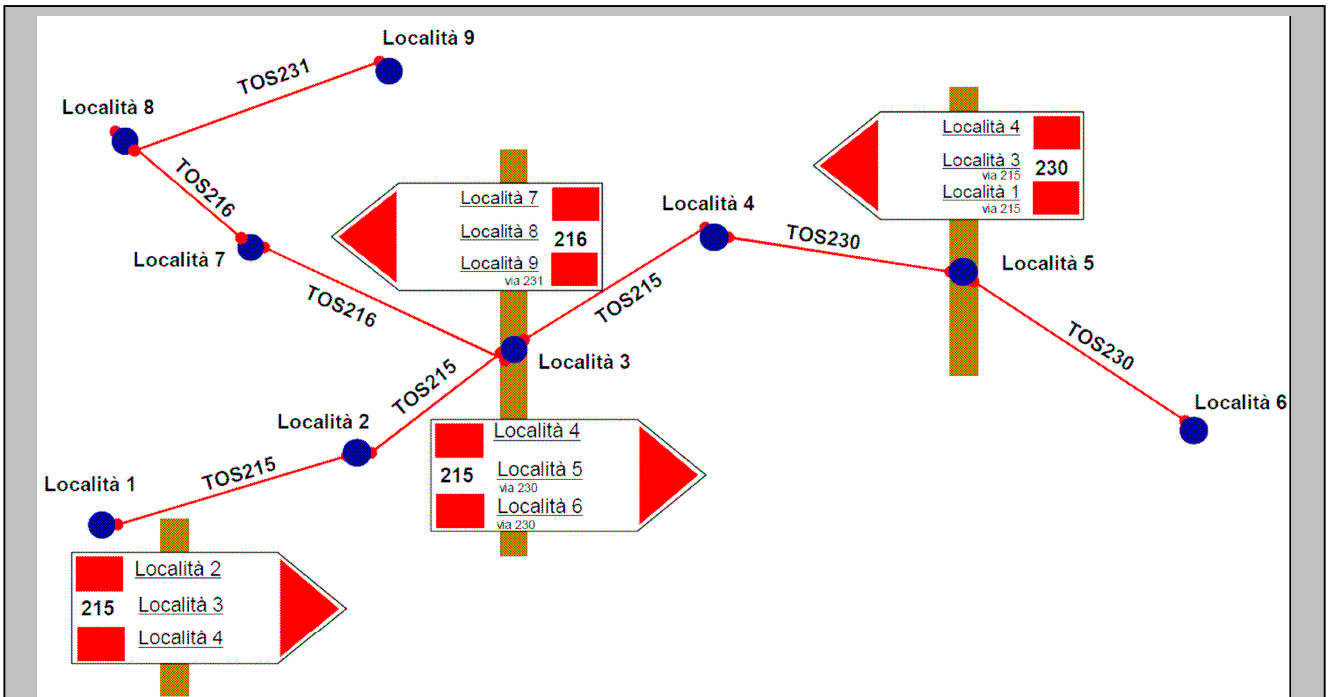 Località 9
TOS231
Località 8
TOS216
Località 7
TOS216
Località 7
Località 8
216
Località 9
via 231
Località 4
TOS215
TOS230
Località 4
Località 3
via 215
230
Località 1
via 215
Località 5
TOS230
Località 6
Località 3
TOS215
Località 2
TOS215
Località 1
Località 4
215
Località 5
via 230
Località 6
via 230
Località 2
215
Località 3
Località 4